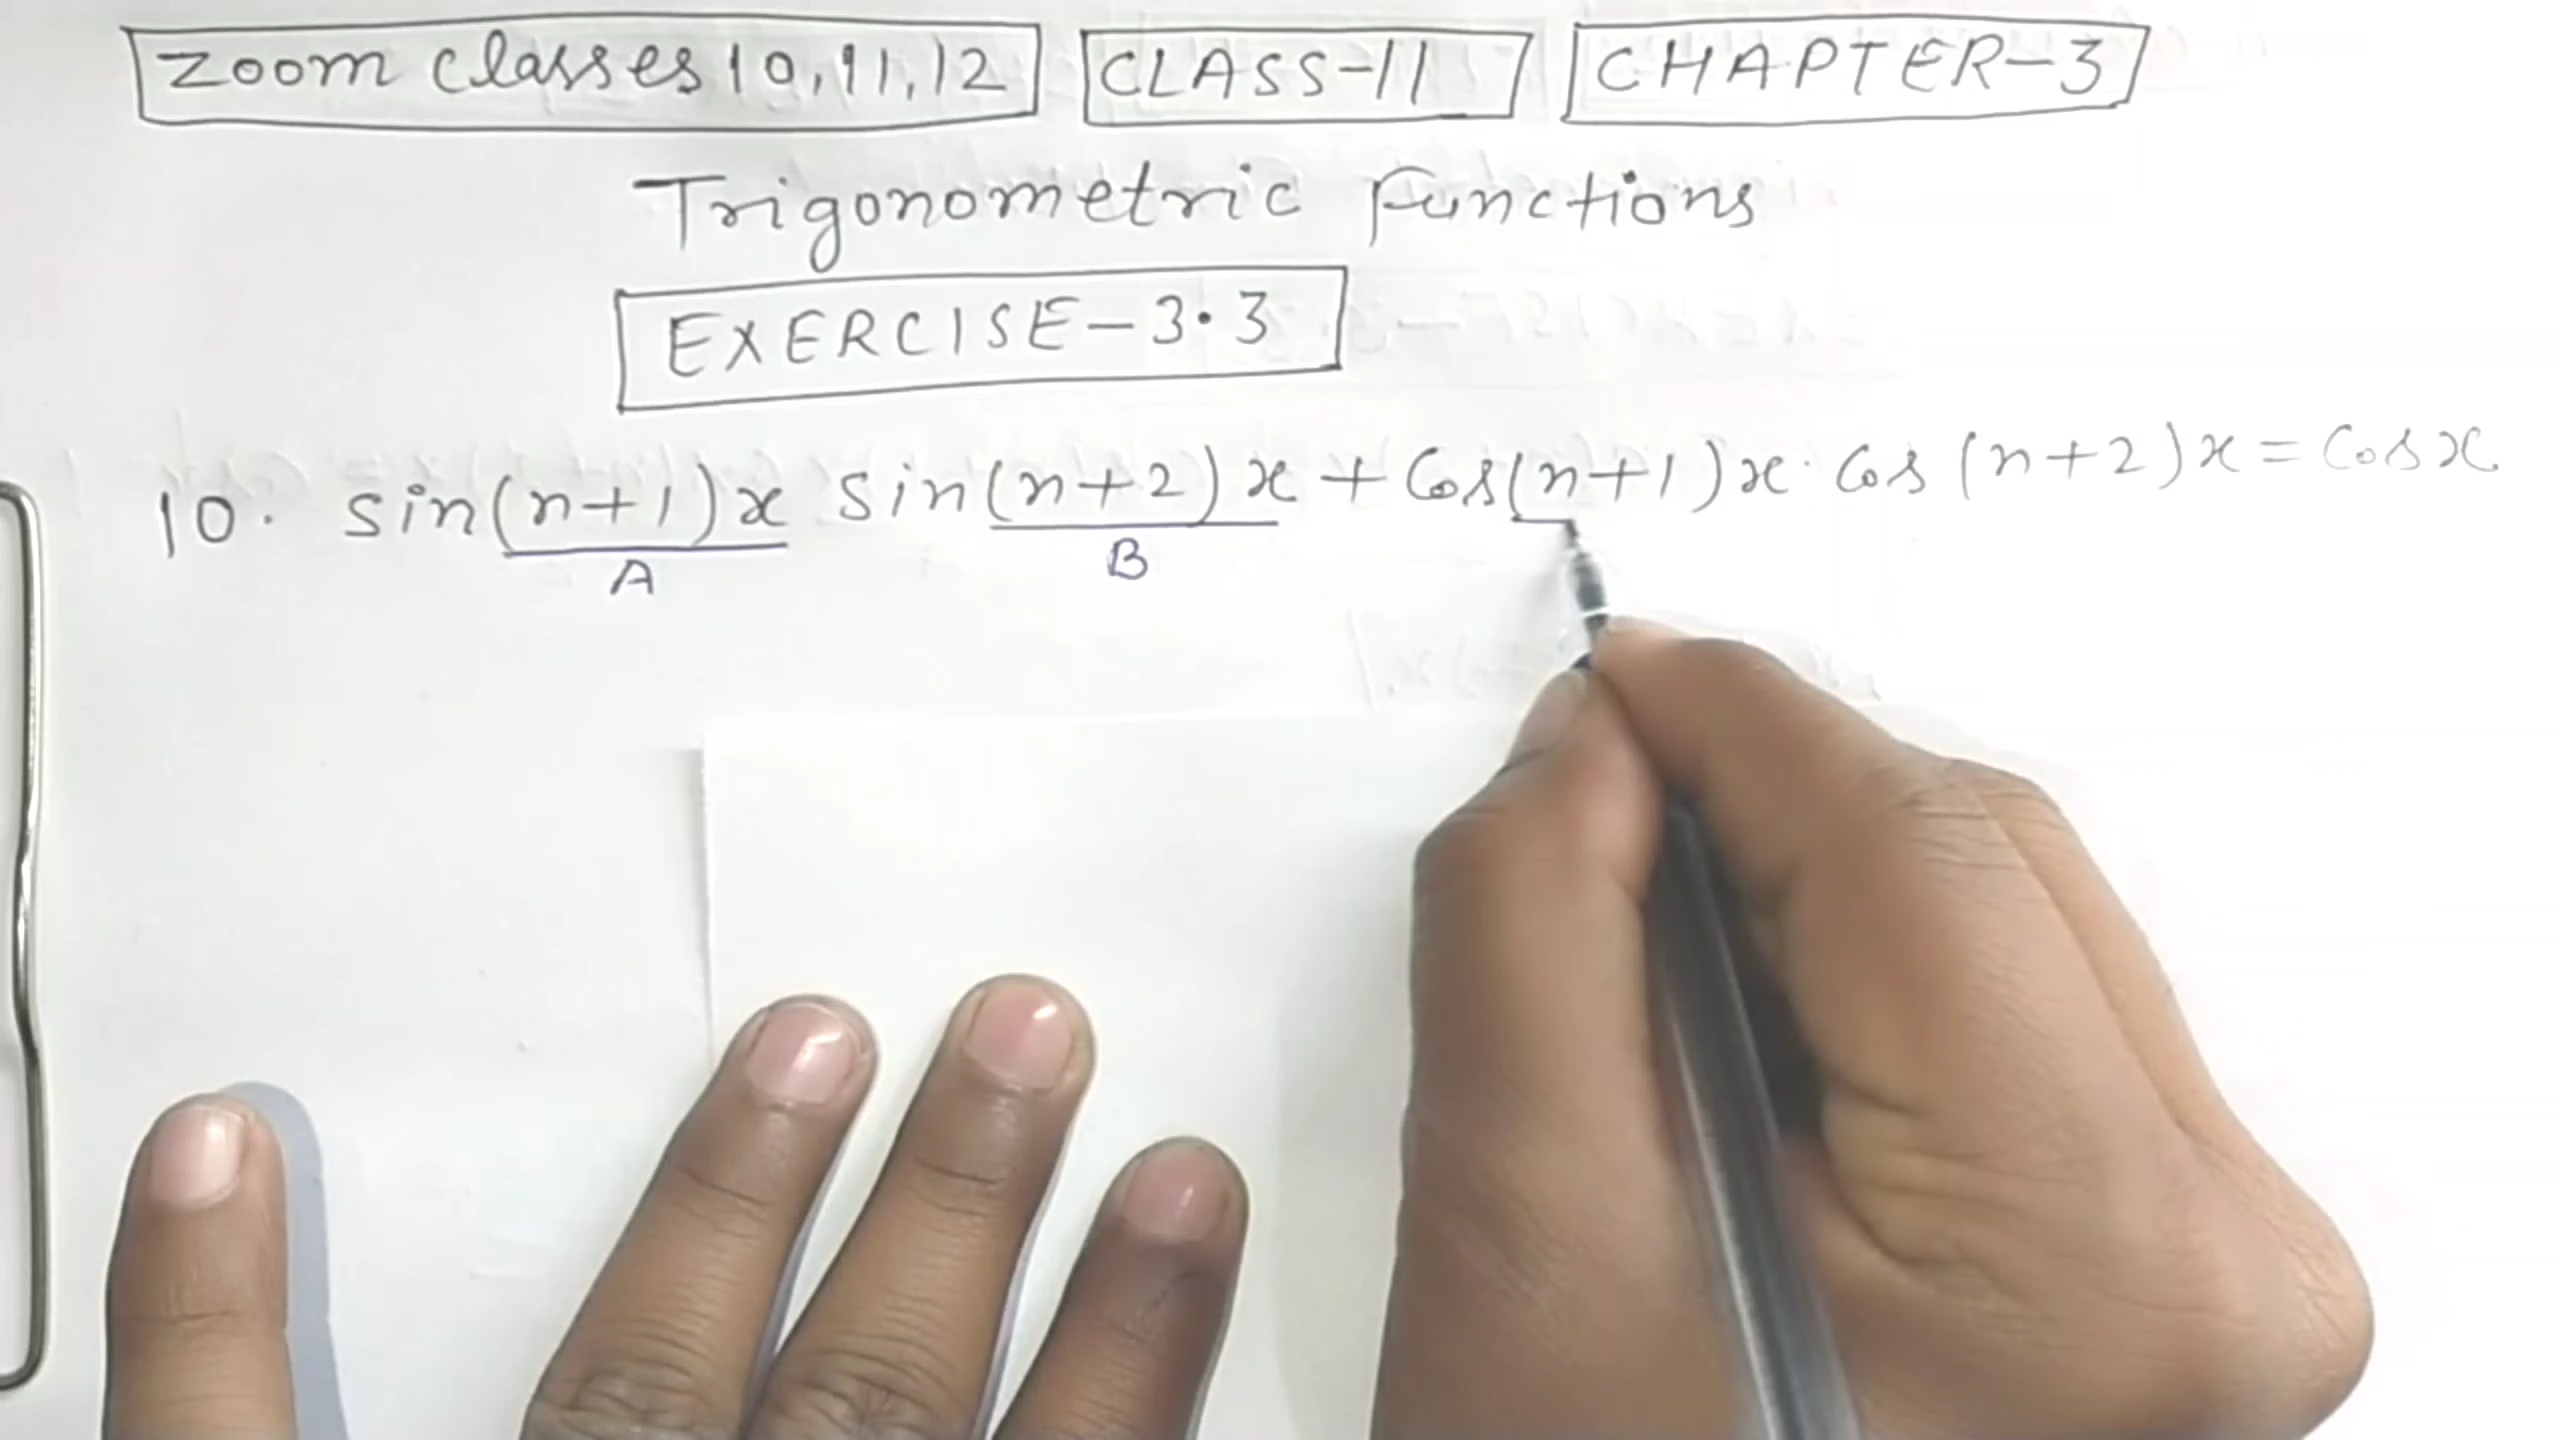 Zoom classes 10, 11, 12 CLASS-11 CHAPTER-3
Trigonometric Functions
EXERCISE-3.3
10. sin(n+1)x sin(n+2)x + Cos(n+1)x · Cos(n+2)x = Cosx
A B